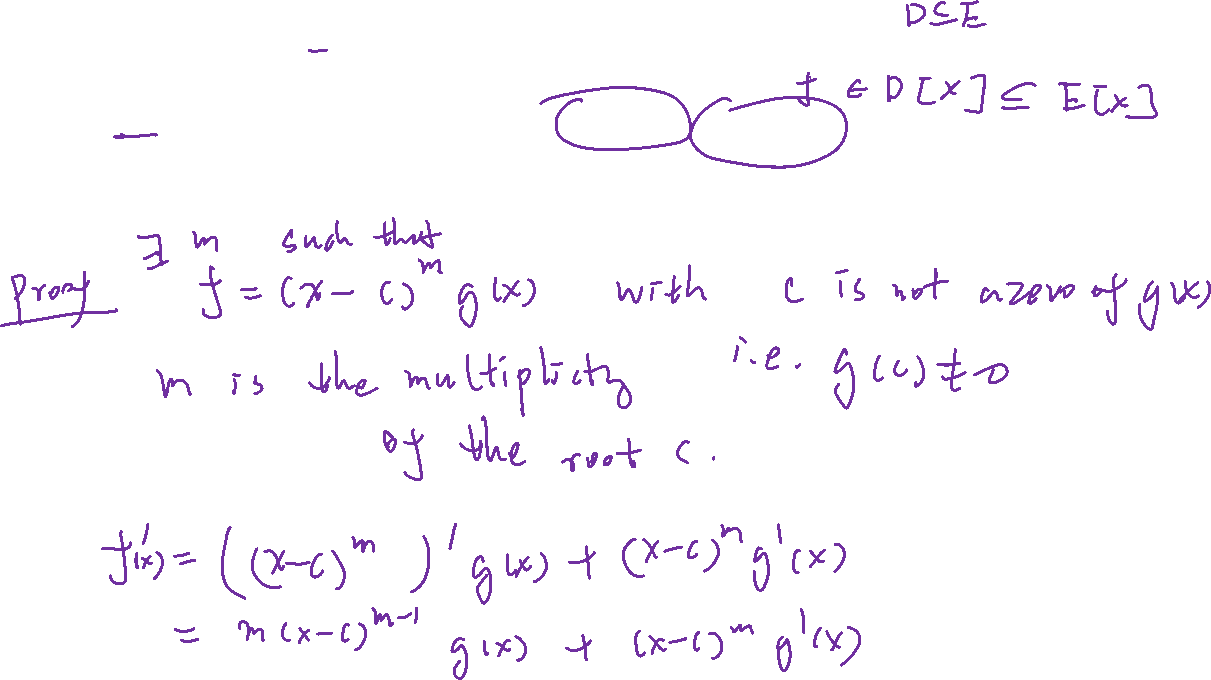 D ⊆ E
f ∈ D[x] ⊆ E[x]
∃ m such that
Proof f = (x - c)^m g(x) with c is not a zero of g(x)
m is the multiplicity i.e. g(c) ≠ 0
of the root c.
f'(x) = ((x-c)^m)' g(x) + (x-c)^m g'(x)
= m(x-c)^{m-1} g(x) + (x-c)^m g'(x)